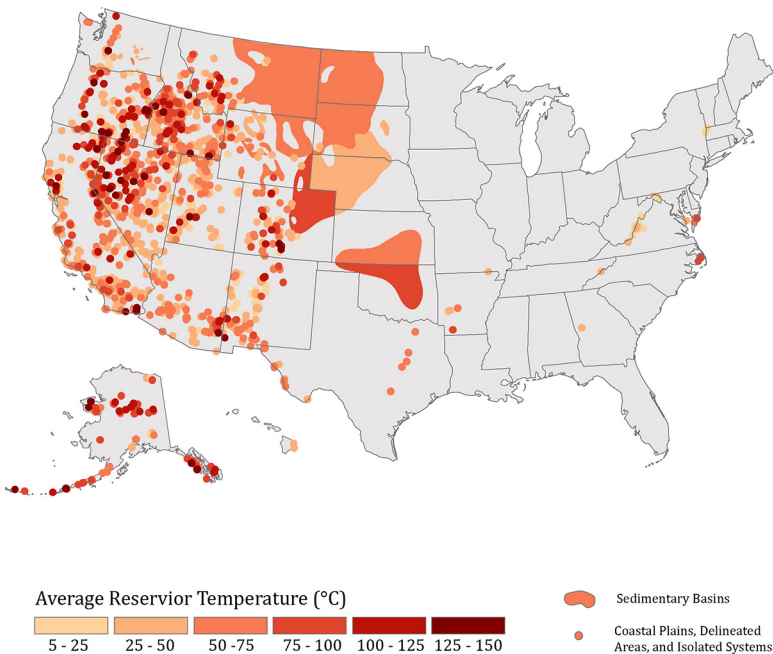 Average Reservior Temperature (°C)
5 - 25
25 - 50
50 -75
75 - 100
100 - 125
125 - 150
Sedimentary Basins
Coastal Plains, Delineated
Areas, and Isolated Systems